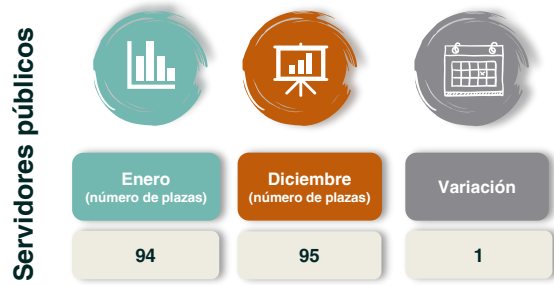 Servidores públicos
Enero
(número de plazas)
Diciembre
(número de plazas)
Variación
94
95
1